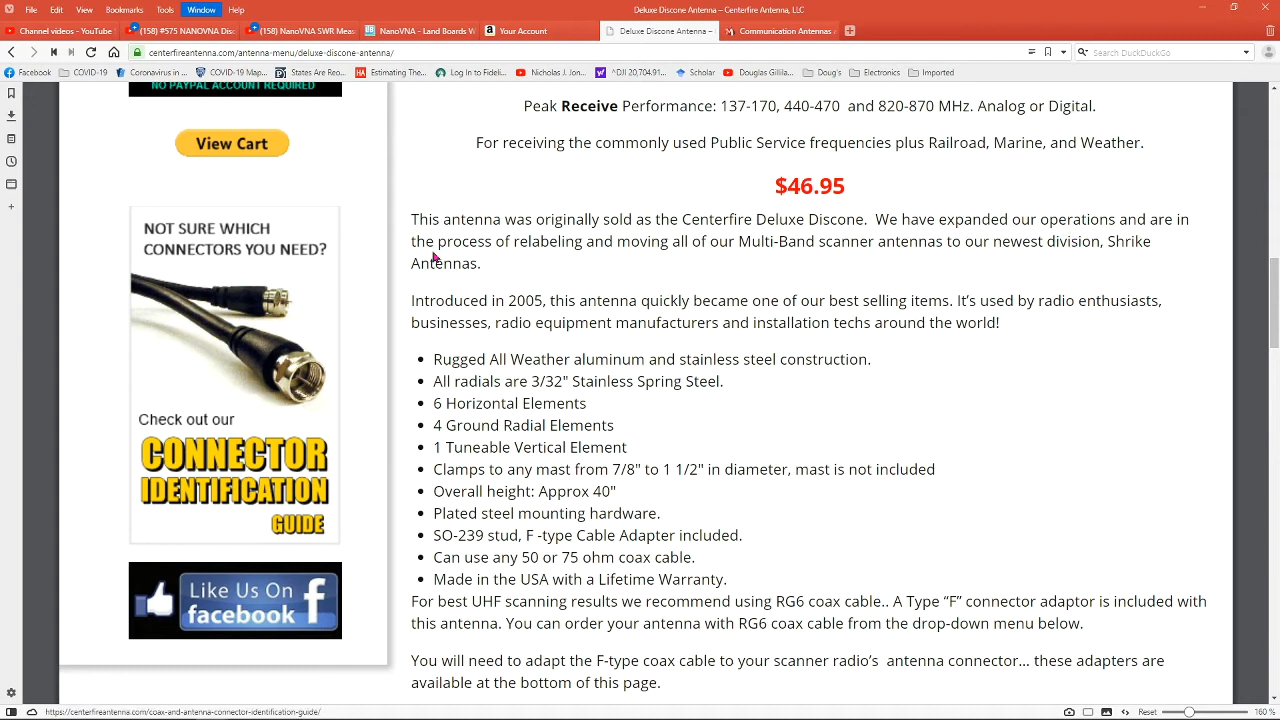 File Edit View Bookmarks Tools Window Help
Deluxe Discone Antenna – Centerfire Antenna, LLC
Channel videos - YouTube
(158) #575 NANOVNA Disc
(158) NanoVNA SWR Meas
NanoVNA – Land Boards W
Your Account
Deluxe Discone Antenna –
Communication Antennas
centerfireantenna.com/antenna-menu/deluxe-discone-antenna/
Search DuckDuckGo
Facebook COVID-19 Coronavirus in ... COVID-19 Map... States Are Reo... Estimating The... Log In to Fideli... Nicholas Tom... ^DJI 20,704.91... Scholar Douglas Gillila... Doug Electronics Imported
NO PAYPAL ACCOUNT REQUIRED
View Cart
NOT SURE WHICH
CONNECTORS YOU NEED?
Check out our
CONNECTOR
IDENTIFICATION
GUIDE
Like Us On
facebook
Peak Receive Performance: 137-170, 440-470 and 820-870 MHz. Analog or Digital.
For receiving the commonly used Public Service frequencies plus Railroad, Marine, and Weather.
$46.95
This antenna was originally sold as the Centerfire Deluxe Discone. We have expanded our operations and are in
the process of relabeling and moving all of our Multi-Band scanner antennas to our newest division, Shrike
Antennas.
Introduced in 2005, this antenna quickly became one of our best selling items. It's used by radio enthusiasts,
businesses, radio equipment manufacturers and installation techs around the world!
• Rugged All Weather aluminum and stainless steel construction.
• All radials are 3/32" Stainless Spring Steel.
• 6 Horizontal Elements
• 4 Ground Radial Elements
• 1 Tuneable Vertical Element
• Clamps to any mast from 7/8" to 1 1/2" in diameter, mast is not included
• Overall height: Approx 40"
• Plated steel mounting hardware.
• SO-239 stud, F -type Cable Adapter included.
• Can use any 50 or 75 ohm coax cable.
• Made in the USA with a Lifetime Warranty.
For best UHF scanning results we recommend using RG6 coax cable.. A Type “F” connector adaptor is included with
this antenna. You can order your antenna with RG6 coax cable from the drop-down menu below.
You will need to adapt the F-type coax cable to your scanner radio’s antenna connector... these adapters are
available at the bottom of this page.
https://centerfireantenna.com/coax-and-antenna-connector-identification-guide/
Reset
160 %